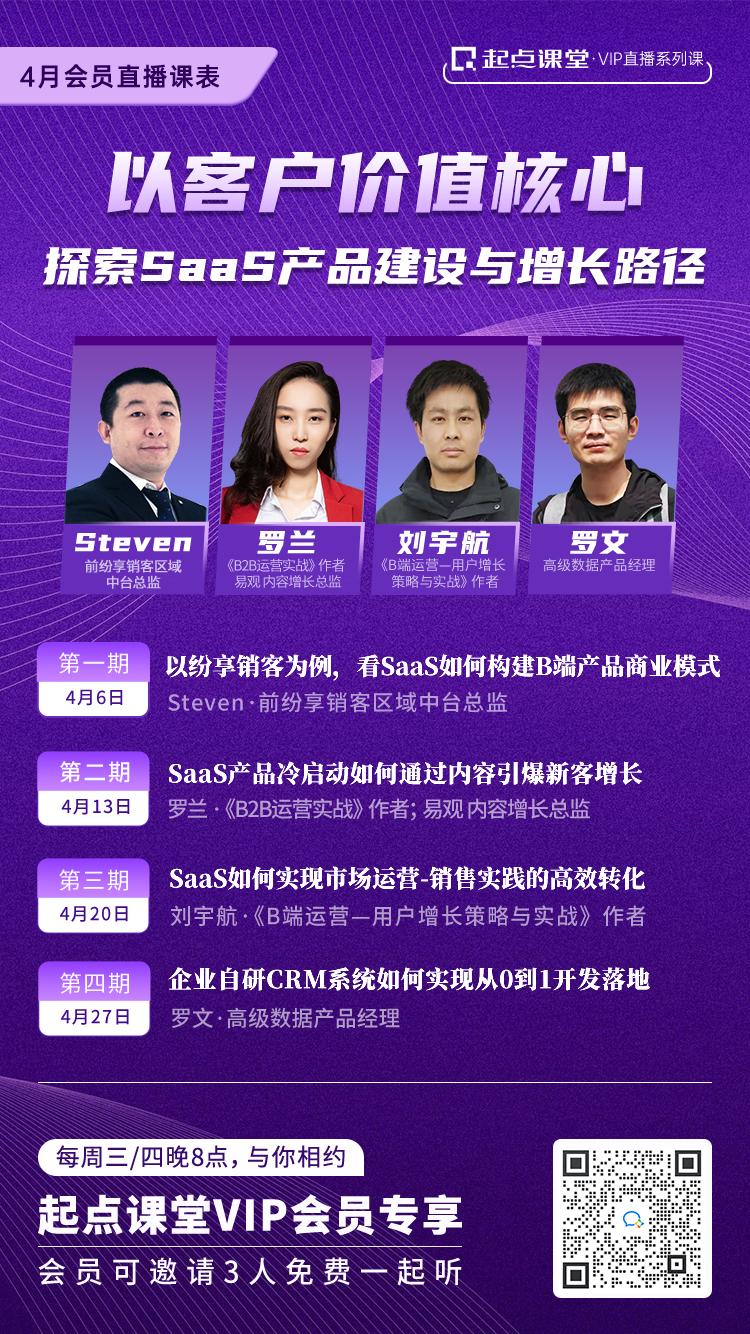 4月会员直播课表
起点课堂·VIP直播系列课
以客户价值核心
探索SaaS产品建设与增长路径
Steven
前纷享销客区域
中台总监
罗兰
《B2B运营实战》作者
易观 内容增长总监
刘宇航
《B端运营—用户增长
策略与实战》作者
罗文
高级数据产品经理
第一期
4月6日
以纷享销客为例，看SaaS如何构建B端产品商业模式
Steven·前纷享销客区域中台总监
第二期
4月13日
SaaS产品冷启动如何通过内容引爆新客增长
罗兰·《B2B运营实战》作者；易观 内容增长总监
第三期
4月20日
SaaS如何实现市场运营-销售实践的高效转化
刘宇航·《B端运营—用户增长策略与实战》作者
第四期
4月27日
企业自研CRM系统如何实现从0到1开发落地
罗文·高级数据产品经理
每周三/四晚8点，与你相约
起点课堂VIP会员专享
会员可邀请3人免费一起听